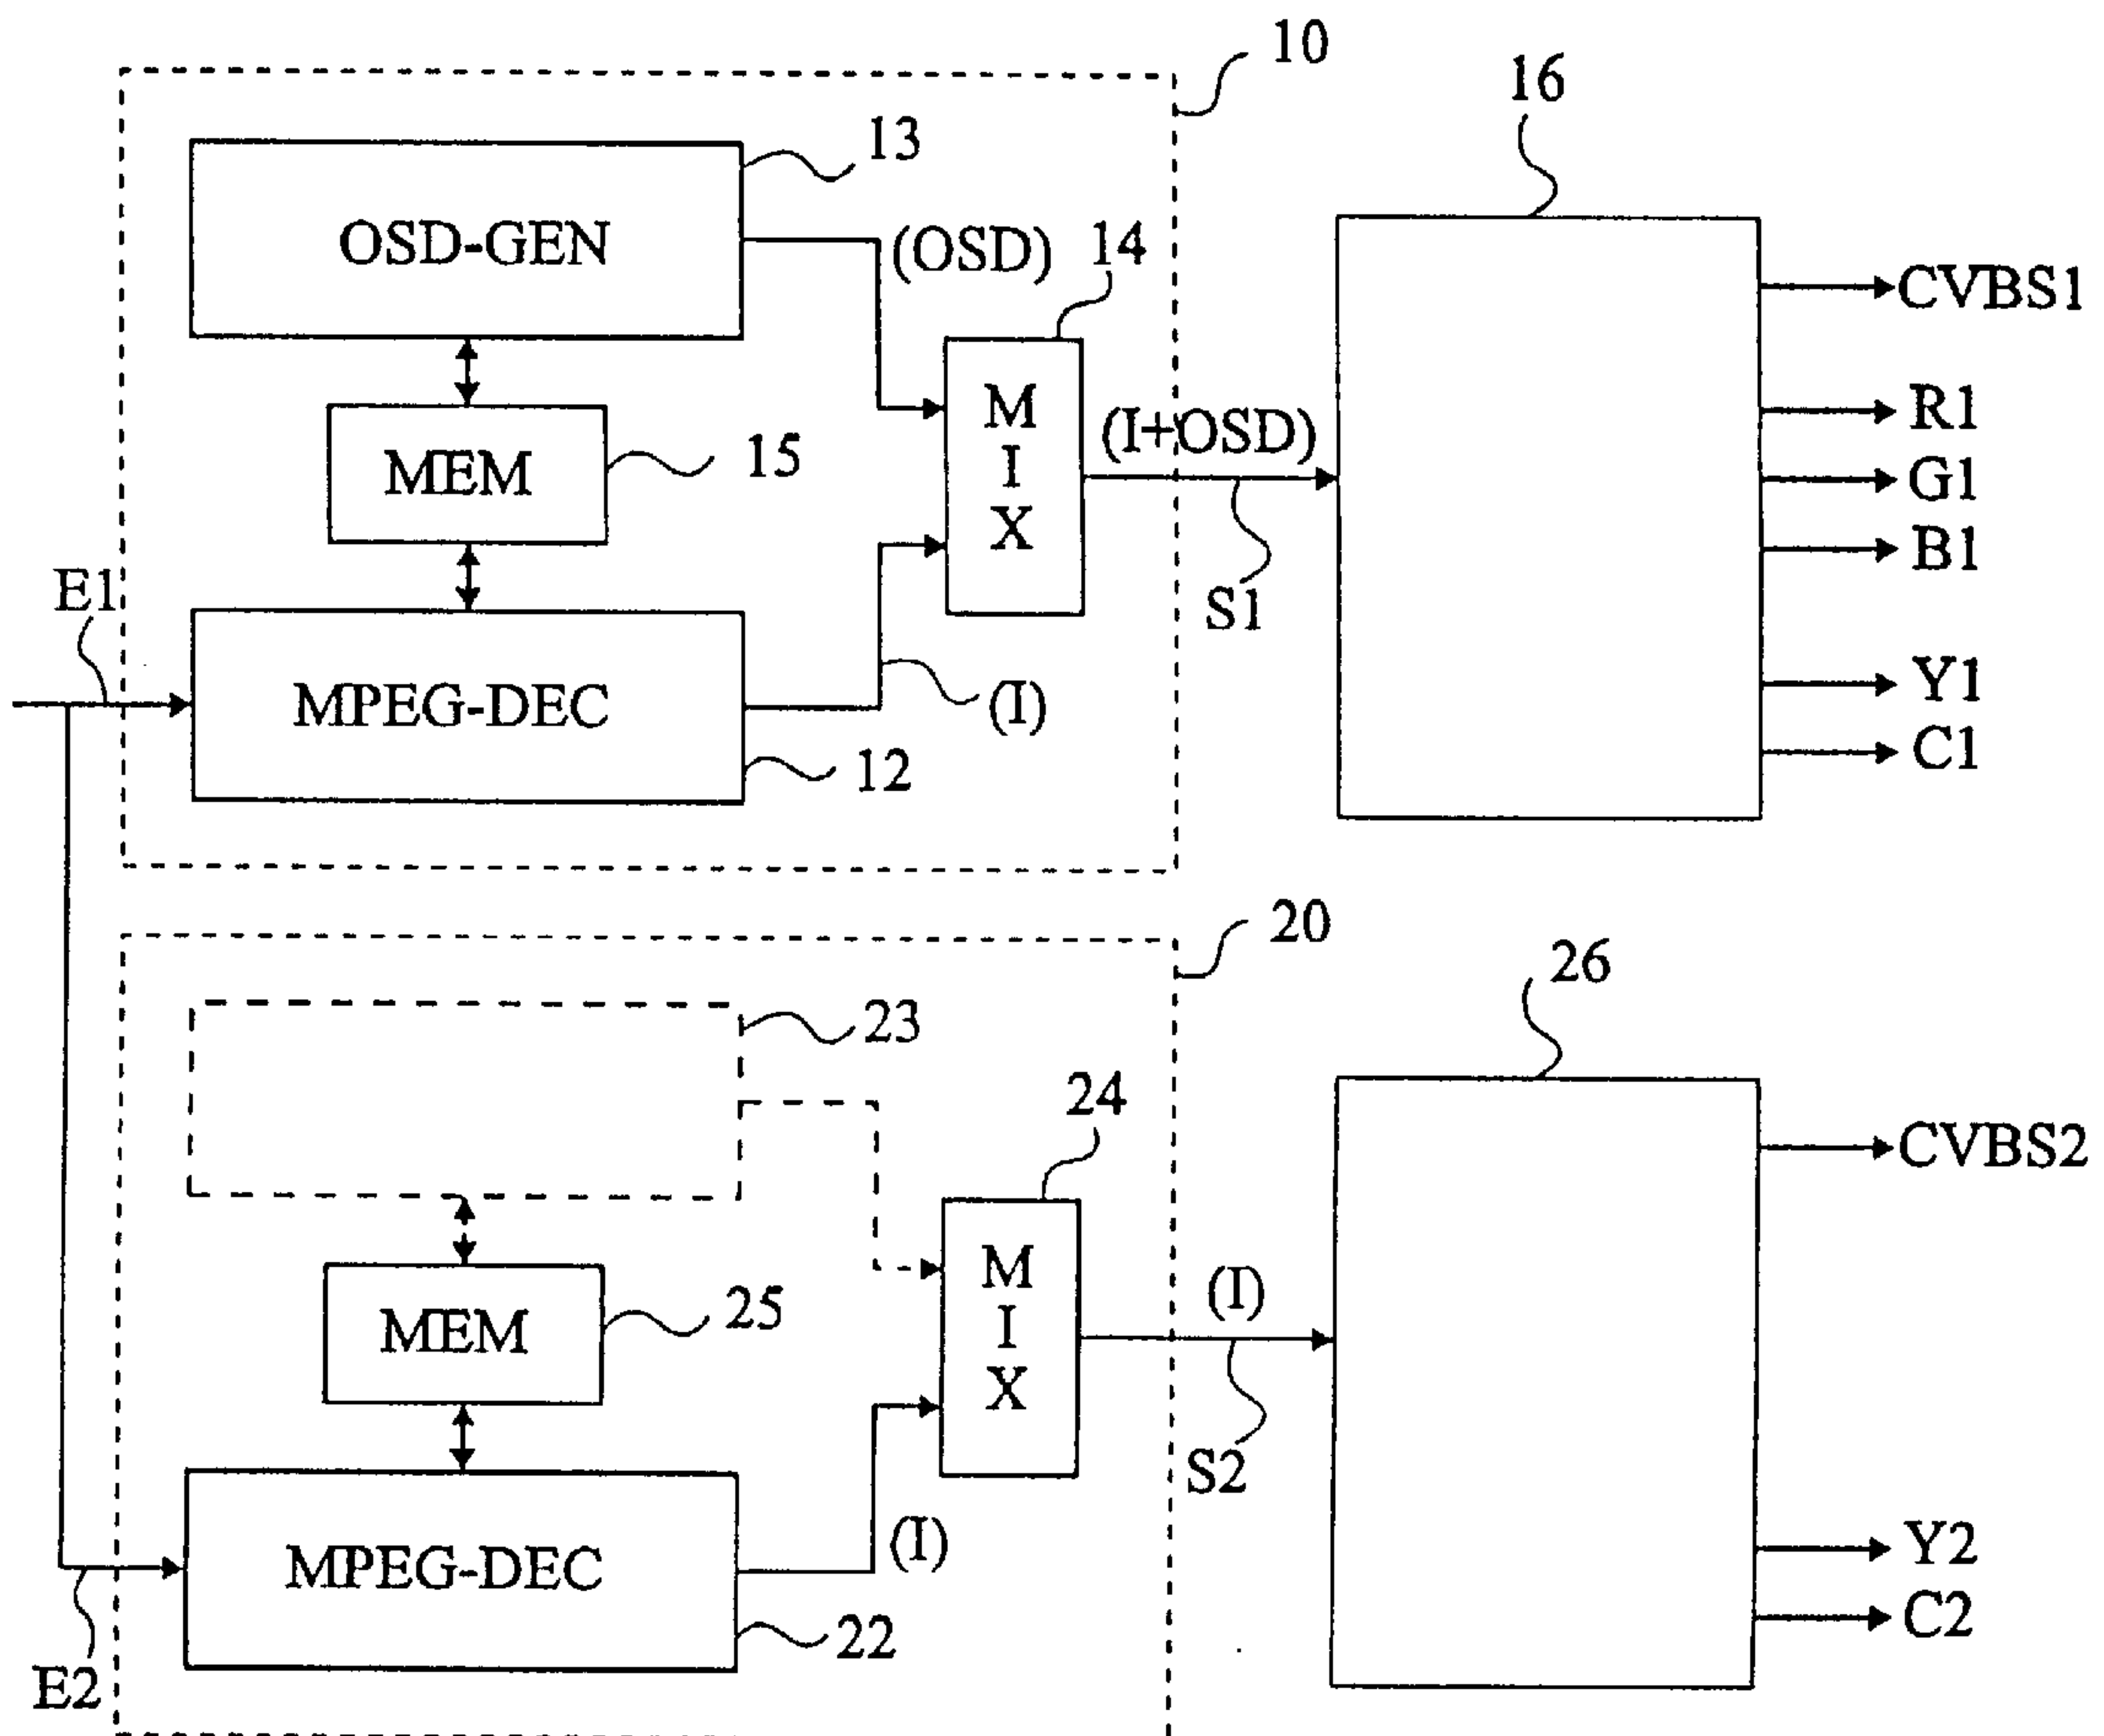 10
16
13
OSD-GEN
(OSD)
14
CVBS1
M
I
X
R1
(I+OSD)
MEM
15
G1
B1
E1
S1
Y1
MPEG-DEC
(I)
C1
12
20
26
23
24
CVBS2
M
I
X
(I)
MEM
25
S2
Y2
(I)
MPEG-DEC
C2
22
E2